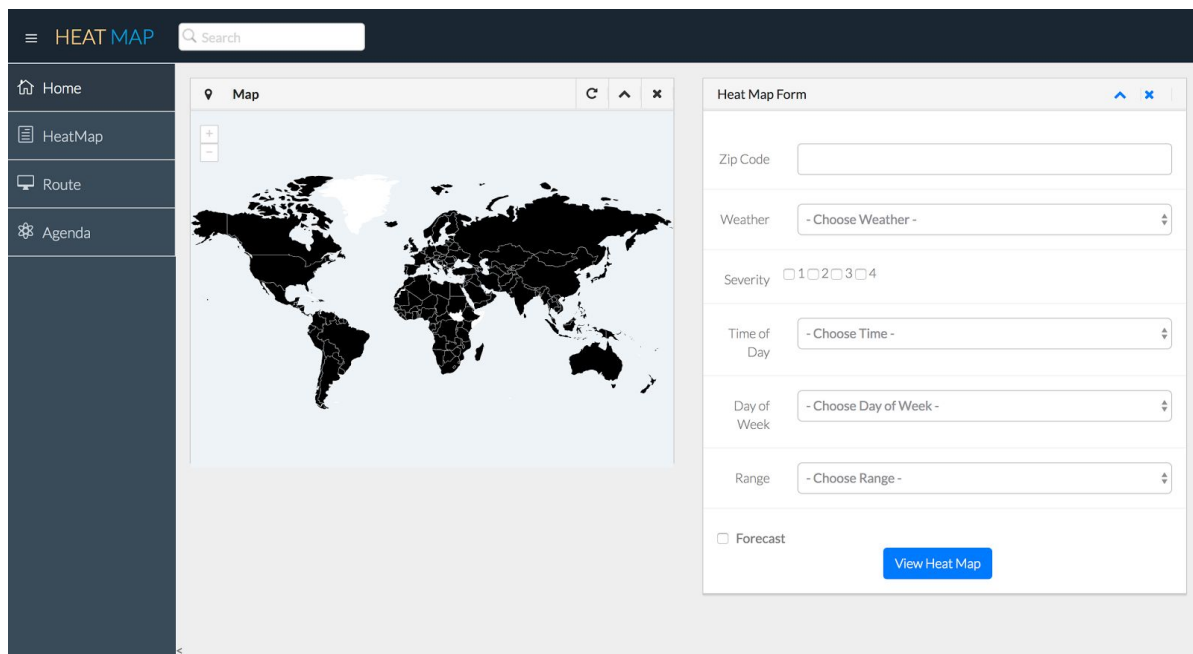 HEAT MAP
Search
Home
HeatMap
Route
Agenda
Map
+
−
Heat Map Form
Zip Code
Weather
- Choose Weather -
Severity
1 2 3 4
Time of
Day
- Choose Time -
Day of
Week
- Choose Day of Week -
Range
- Choose Range -
Forecast
View Heat Map
<